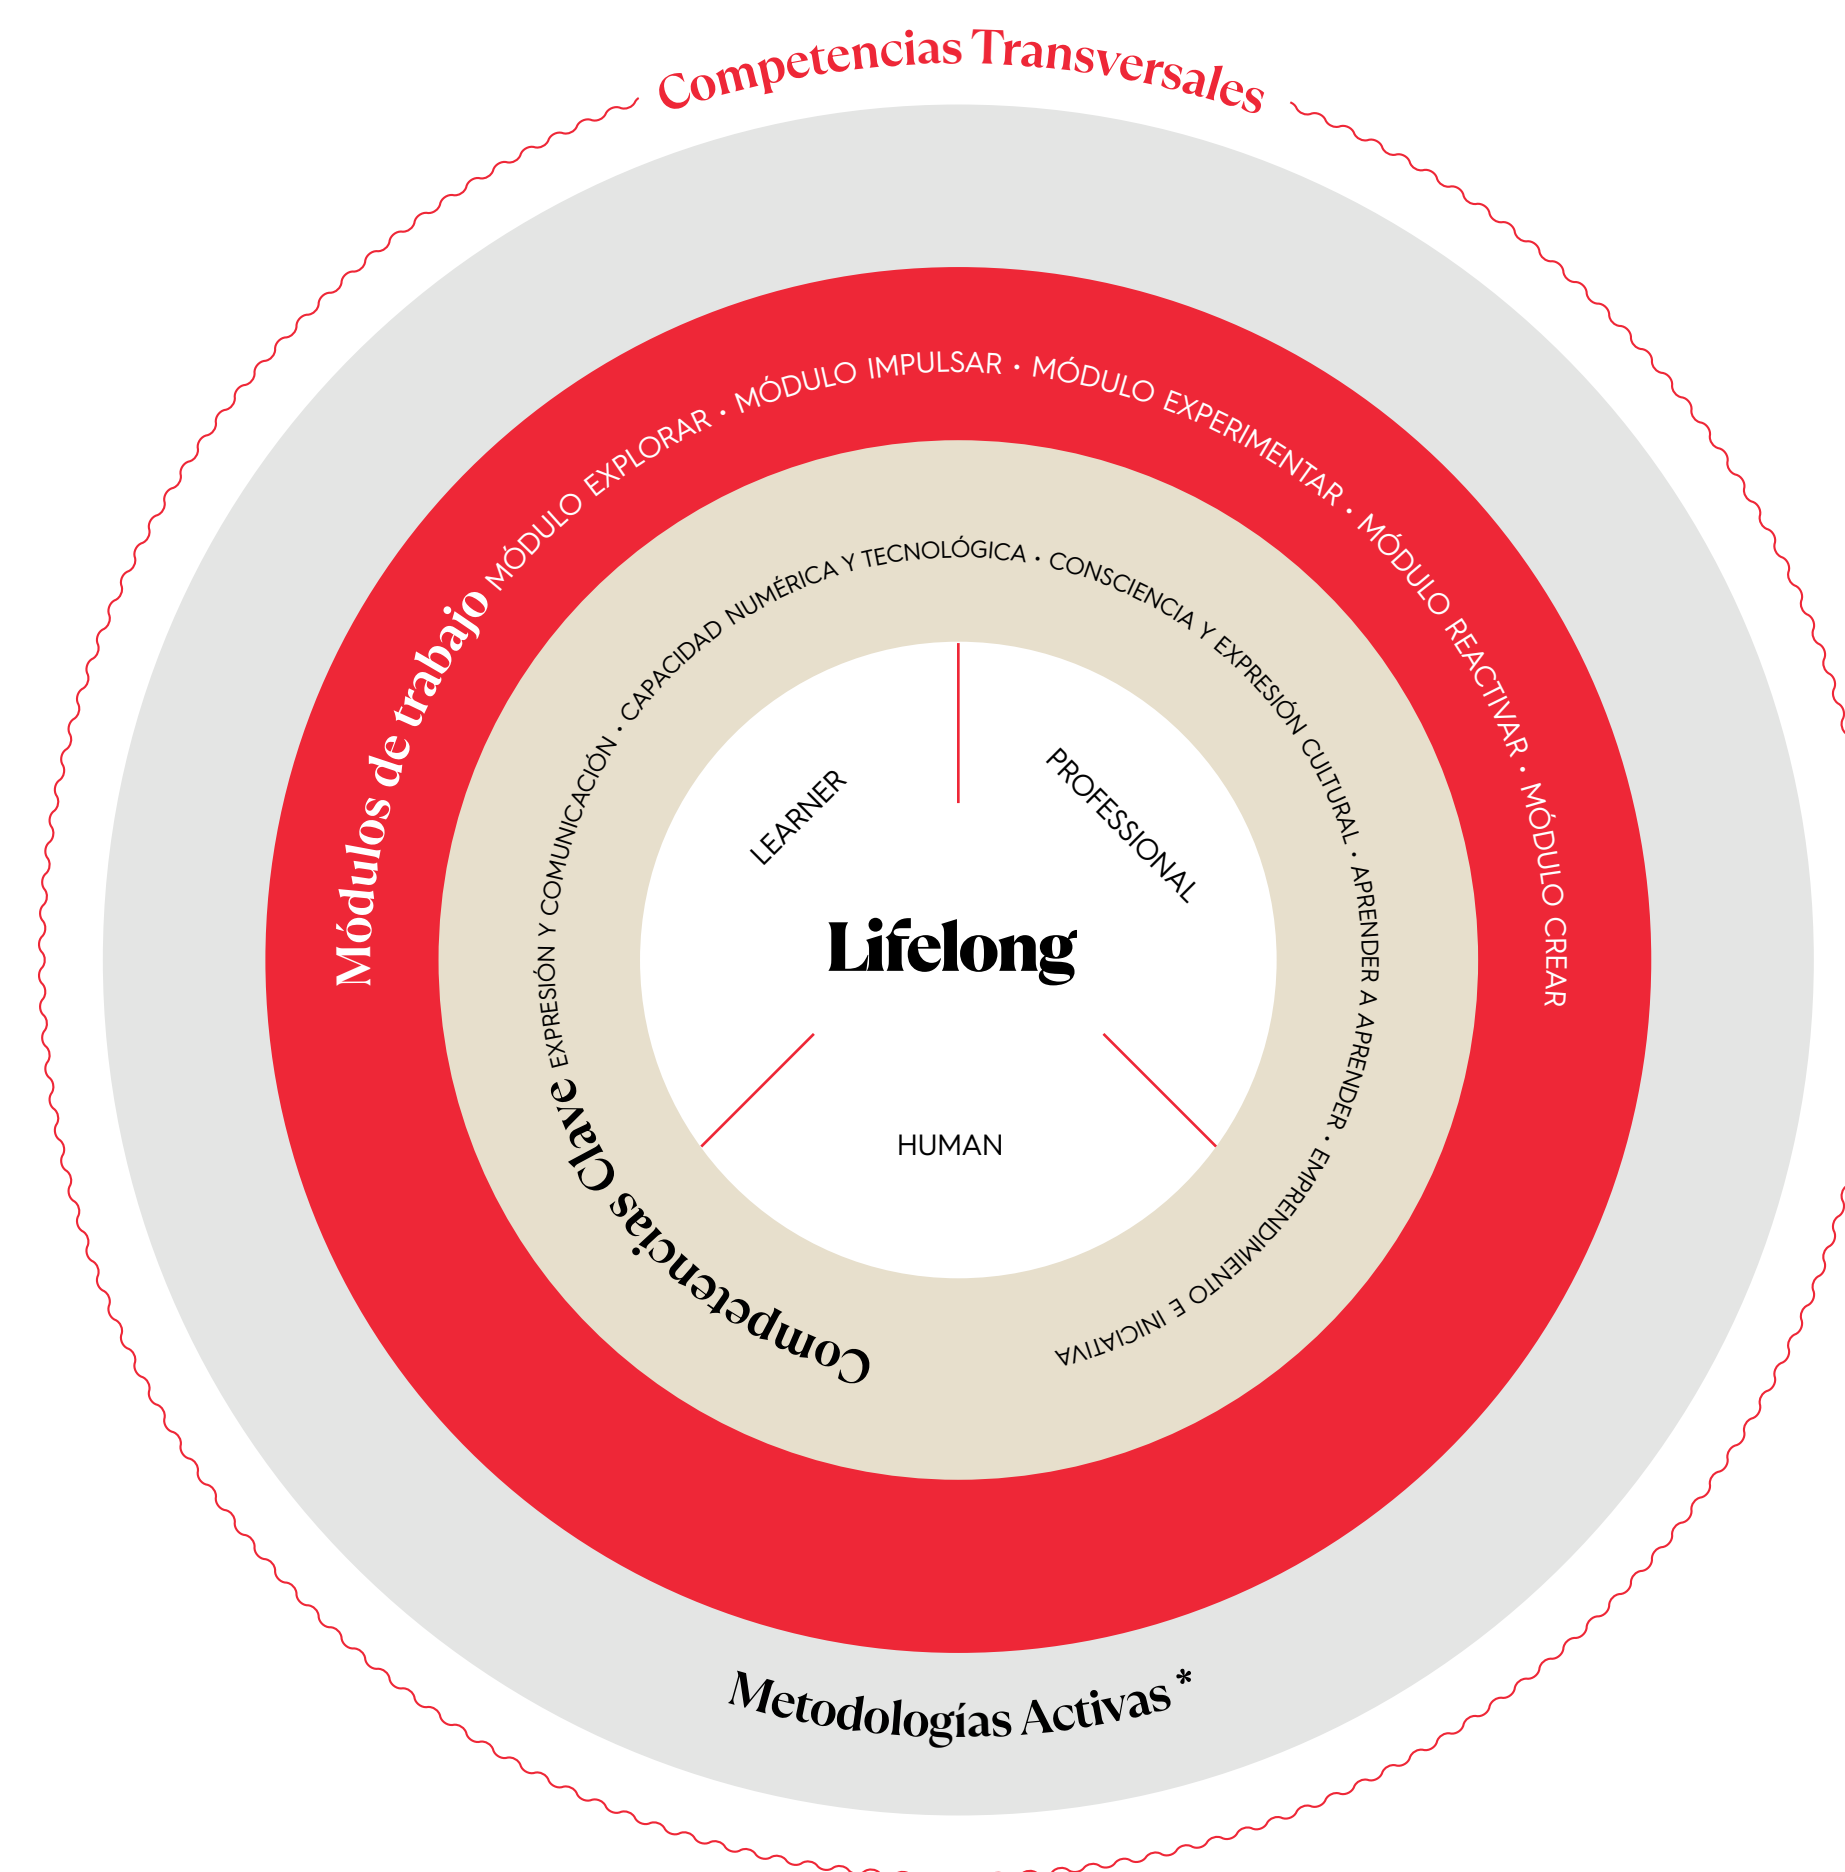 Competencias Transversales
Módulos de trabajo MÓDULO EXPLORAR • MÓDULO IMPULSAR • MÓDULO EXPERIMENTAR • MÓDULO REACTIVAR • MÓDULO CREAR
Competencias Clave EXPRESIÓN Y COMUNICACIÓN • CAPACIDAD NUMÉRICA Y TECNOLÓGICA • CONSCIENCIA Y EXPRESIÓN CULTURAL • APRENDER A APRENDER • EMPRENDIMIENTO E INICIATIVA
LEARNER
PROFESSIONAL
Lifelong
HUMAN
Metodologías Activas *